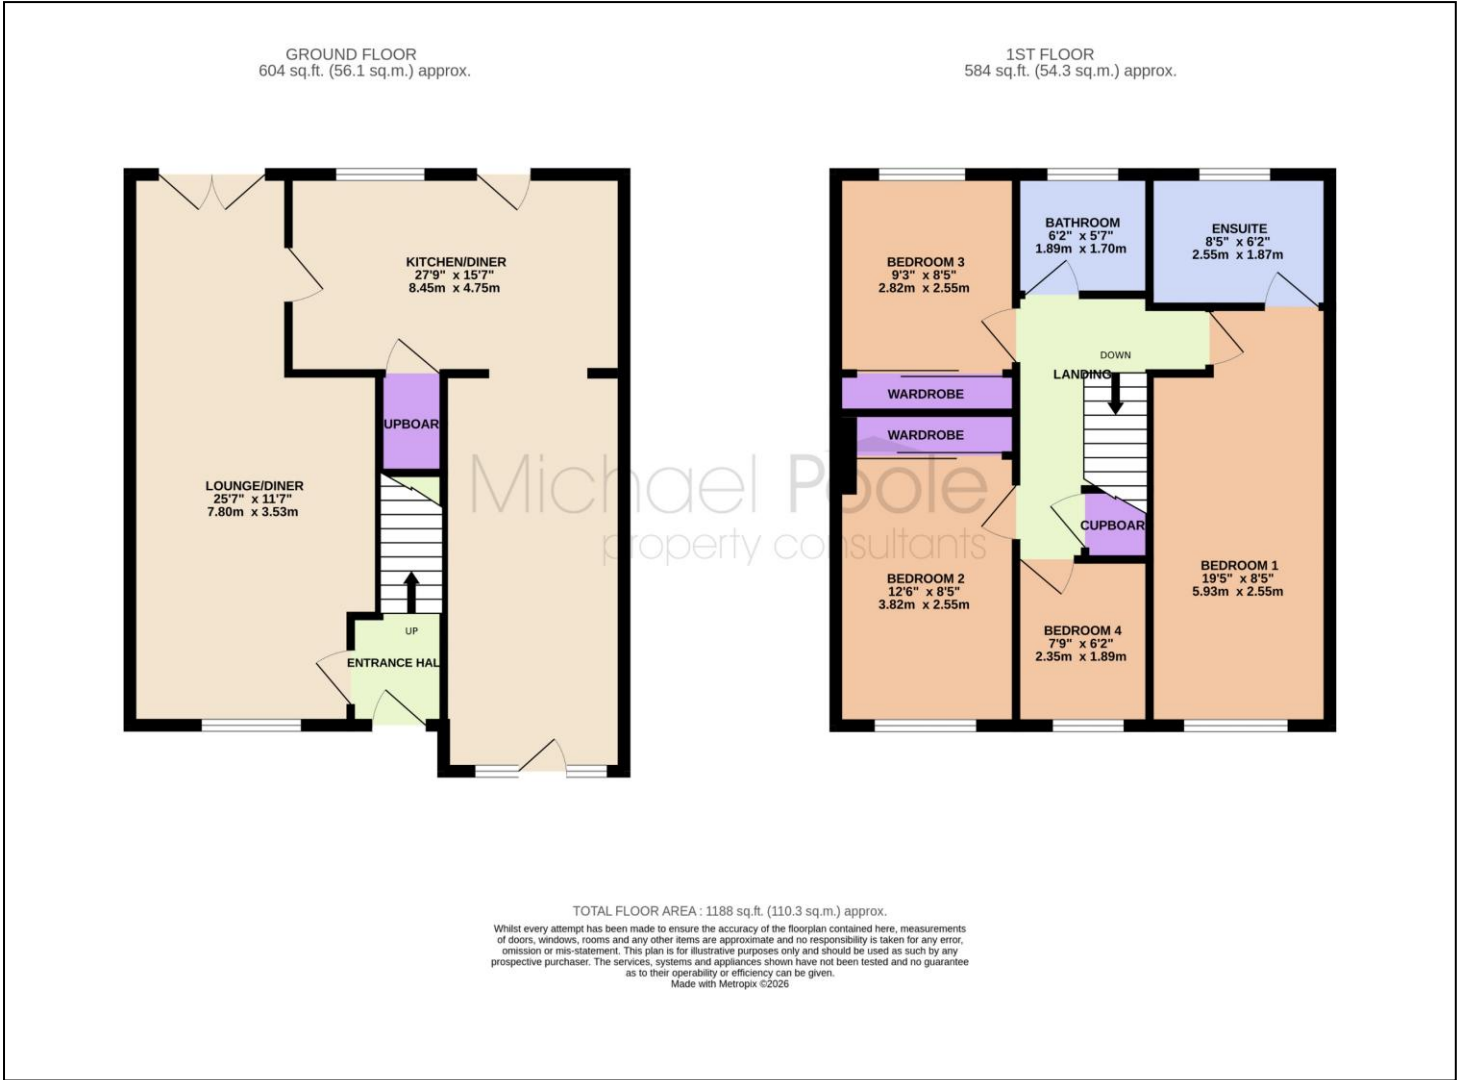 GROUND FLOOR
604 sq.ft. (56.1 sq.m.) approx.
1ST FLOOR
584 sq.ft. (54.3 sq.m.) approx.
KITCHEN/DINER
27'9" x 15'7"
8.45m x 4.75m
UPBOAR
LOUNGE/DINER
25'7" x 11'7"
7.80m x 3.53m
UP
ENTRANCE HAL
BATHROOM
6'2" x 5'7"
1.89m x 1.70m
ENSUITE
8'5" x 6'2"
2.55m x 1.87m
BEDROOM 3
9'3" x 8'5"
2.82m x 2.55m
DOWN
LANDING
WARDROBE
WARDROBE
CUPBOAR
BEDROOM 2
12'6" x 8'5"
3.82m x 2.55m
BEDROOM 1
19'5" x 8'5"
5.93m x 2.55m
BEDROOM 4
7'9" x 6'2"
2.35m x 1.89m
Michael Poole
property consultants
TOTAL FLOOR AREA : 1188 sq.ft. (110.3 sq.m.) approx.
Whilst every attempt has been made to ensure the accuracy of the floorplan contained here, measurements
of doors, windows, rooms and any other items are approximate and no responsibility is taken for any error,
omission or mis-statement. This plan is for illustrative purposes only and should be used as such by any
prospective purchaser. The services, systems and appliances shown have not been tested and no guarantee
as to their operability or efficiency can be given.
Made with Metropix ©2026